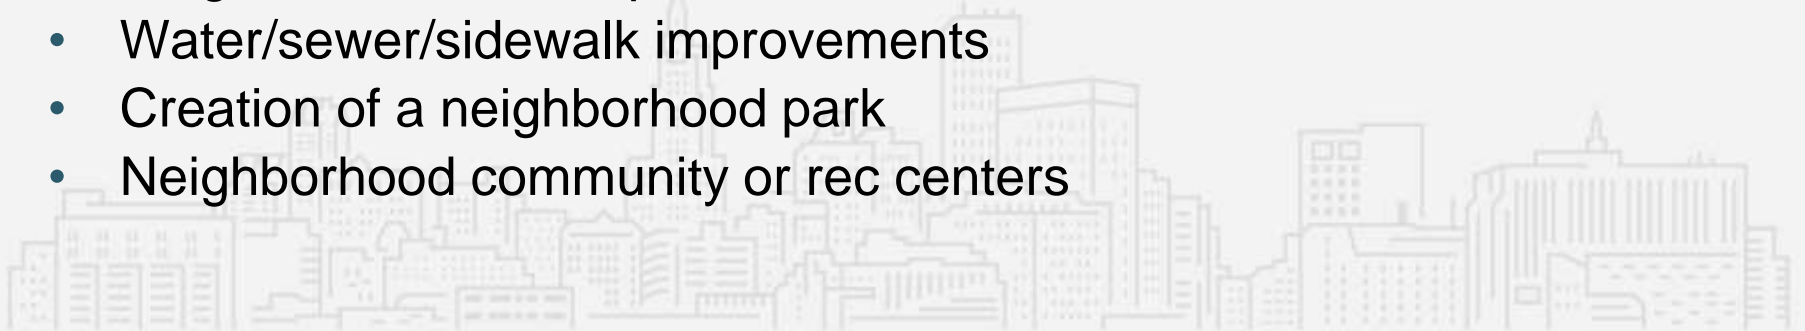 • Water/sewer/sidewalk improvements
• Creation of a neighborhood park
• Neighborhood community or rec centers